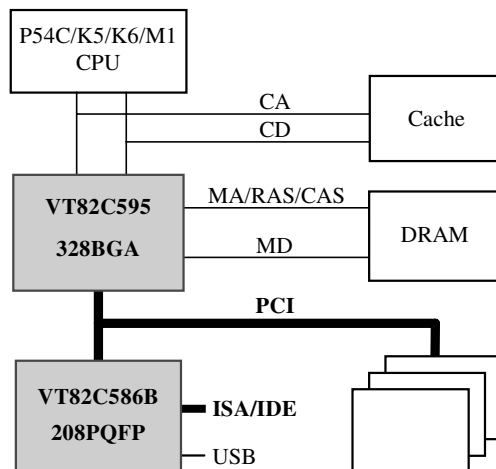 P54C/K5/K6/M1
CPU
CA
CD
Cache
VT82C595
328BGA
MA/RAS/CAS
MD
DRAM
PCI
VT82C586B
208PQFP
ISA/IDE
USB